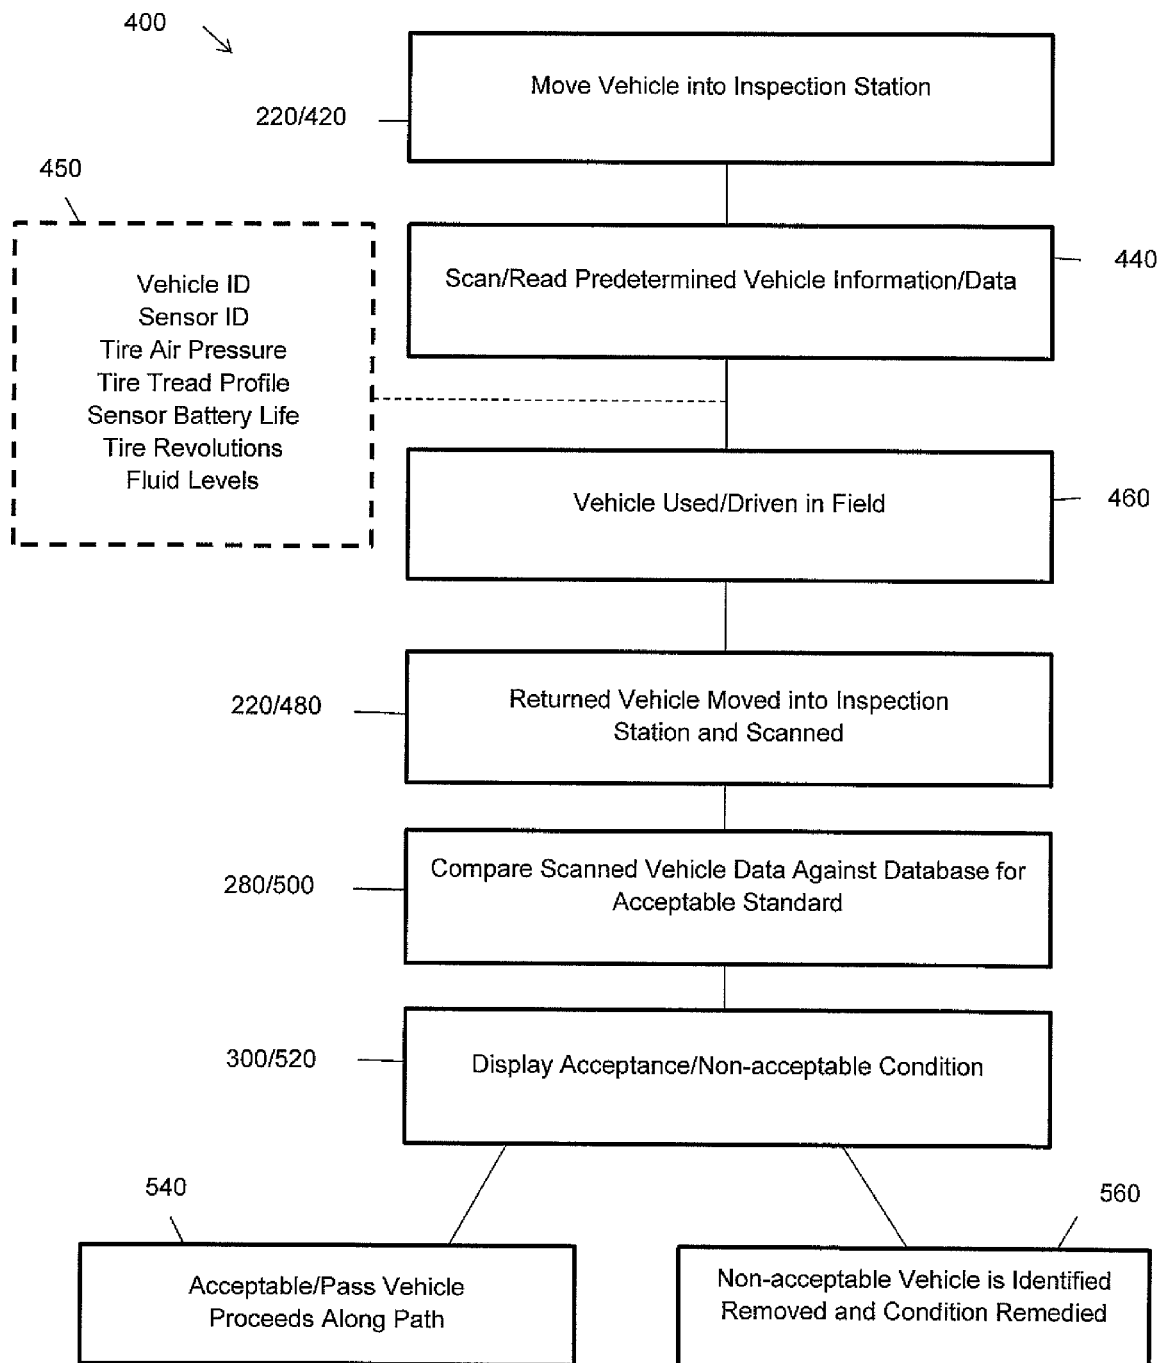 400
Move Vehicle into Inspection Station
220/420
450
Vehicle ID
Sensor ID
Tire Air Pressure
Tire Tread Profile
Sensor Battery Life
Tire Revolutions
Fluid Levels
Scan/Read Predetermined Vehicle Information/Data
440
Vehicle Used/Driven in Field
460
220/480
Returned Vehicle Moved into Inspection
Station and Scanned
280/500
Compare Scanned Vehicle Data Against Database for
Acceptable Standard
300/520
Display Acceptance/Non-acceptable Condition
540
Acceptable/Pass Vehicle
Proceeds Along Path
560
Non-acceptable Vehicle is Identified
Removed and Condition Remedied